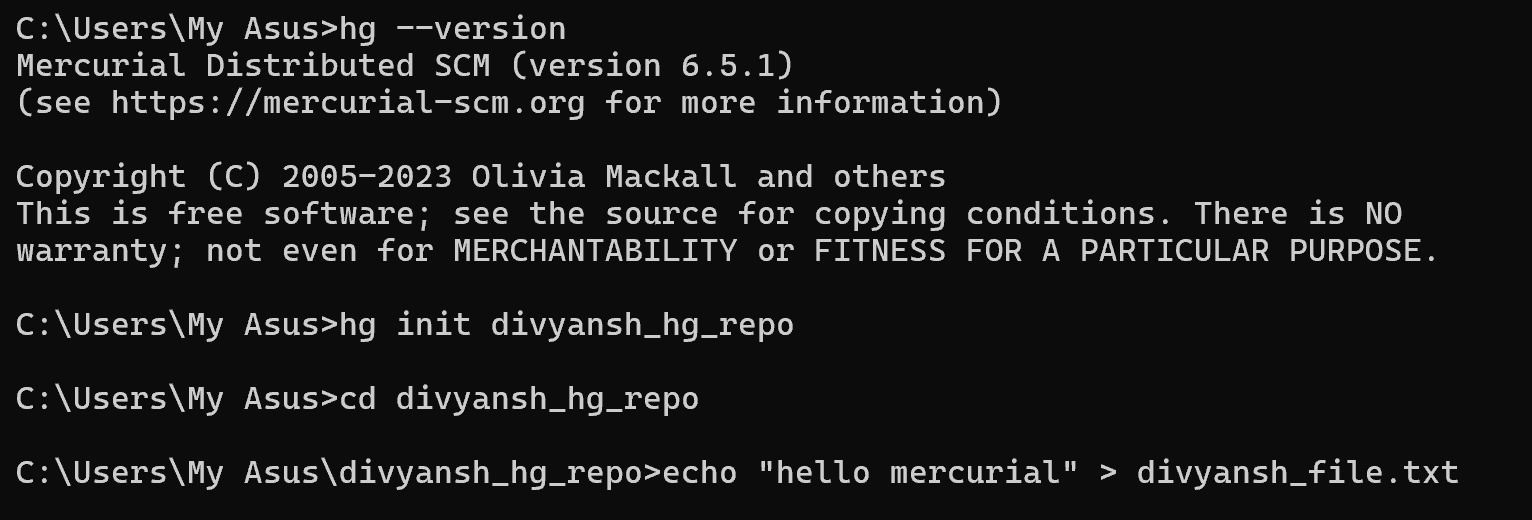 C:\Users\My Asus>hg --version
Mercurial Distributed SCM (version 6.5.1)
(see https://mercurial-scm.org for more information)
Copyright (C) 2005-2023 Olivia Mackall and others
This is free software; see the source for copying conditions. There is NO
warranty; not even for MERCHANTABILITY or FITNESS FOR A PARTICULAR PURPOSE.
C:\Users\My Asus>hg init divyansh_hg_repo
C:\Users\My Asus>cd divyansh_hg_repo
C:\Users\My Asus\divyansh_hg_repo>echo "hello mercurial" > divyansh_file.txt